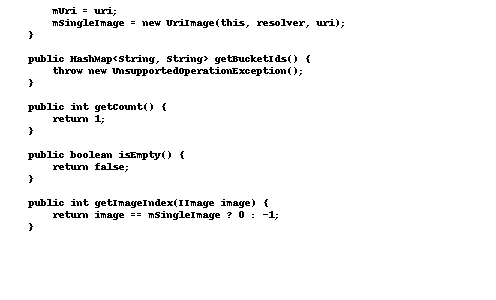 mUri = uri;
mSingleImage = new UriImage(this, resolver, uri);
}
public HashMap<String, String> getBucketIds() {
throw new UnsupportedOperationException();
}
public int getCount() {
return 1;
}
public boolean isEmpty() {
return false;
}
public int getImageIndex(IImage image) {
return image == mSingleImage ? 0 : -1;
}